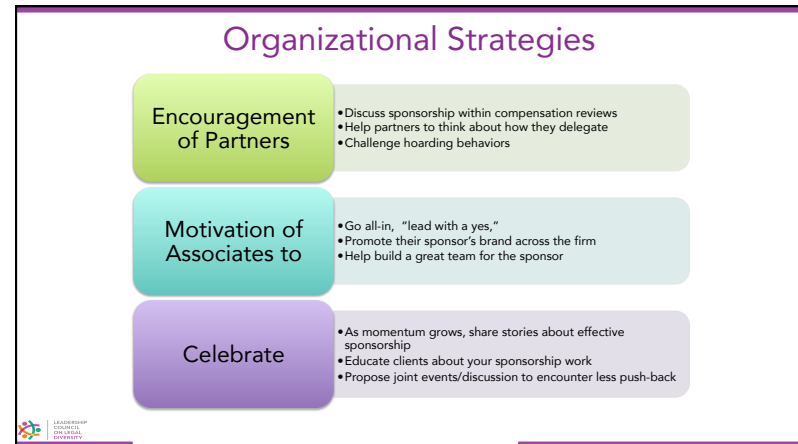 Organizational Strategies
Encouragement
of Partners
•Discuss sponsorship within compensation reviews
•Help partners to think about how they delegate
•Challenge hoarding behaviors
Motivation of
Associates to
•Go all-in,  “lead with a yes,”
•Promote their sponsor’s brand across the firm
•Help build a great team for the sponsor
Celebrate
•As momentum grows, share stories about effective
sponsorship
•Educate clients about your sponsorship work
•Propose joint events/discussion to encounter less push-back
LEADERSHIP
COUNCIL
ON LEGAL
DIVERSITY